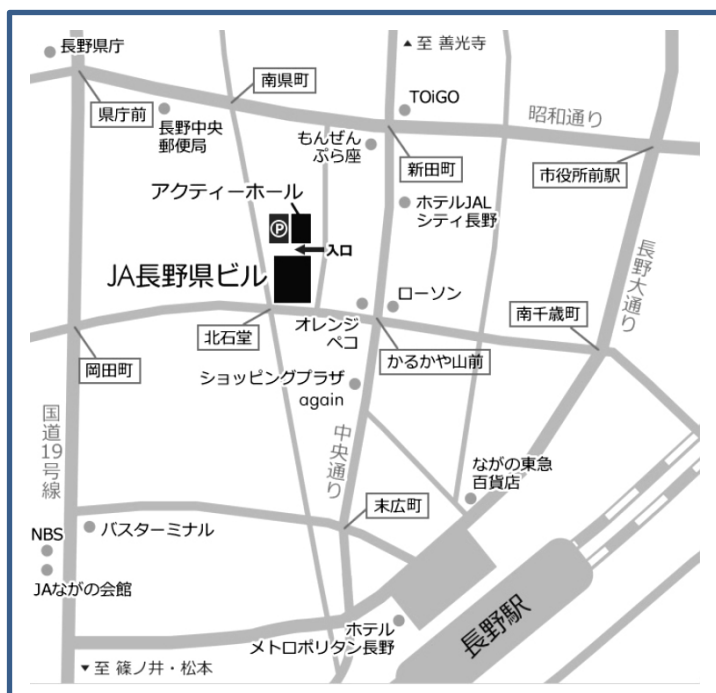 長野県庁
▲ 至 善光寺
南県町
県庁前
TOiGO
長野中央
郵便局
昭和通り
もんぜん
ぷら座
新田町
市役所前駅
アクティーホール
ホテルJAL
シティ長野
P
入口
長野大通り
JA長野県ビル
オレンジ
ペコ
ローソン
南千歳町
北石堂
かるかや山前
岡田町
ショッピングプラザ
again
国道19号線
中央通り
ながの東急
百貨店
末広町
バスターミナル
NBS
JAながの会館
長野駅
ホテル
メトロポリタン長野
▼ 至 篠ノ井・松本